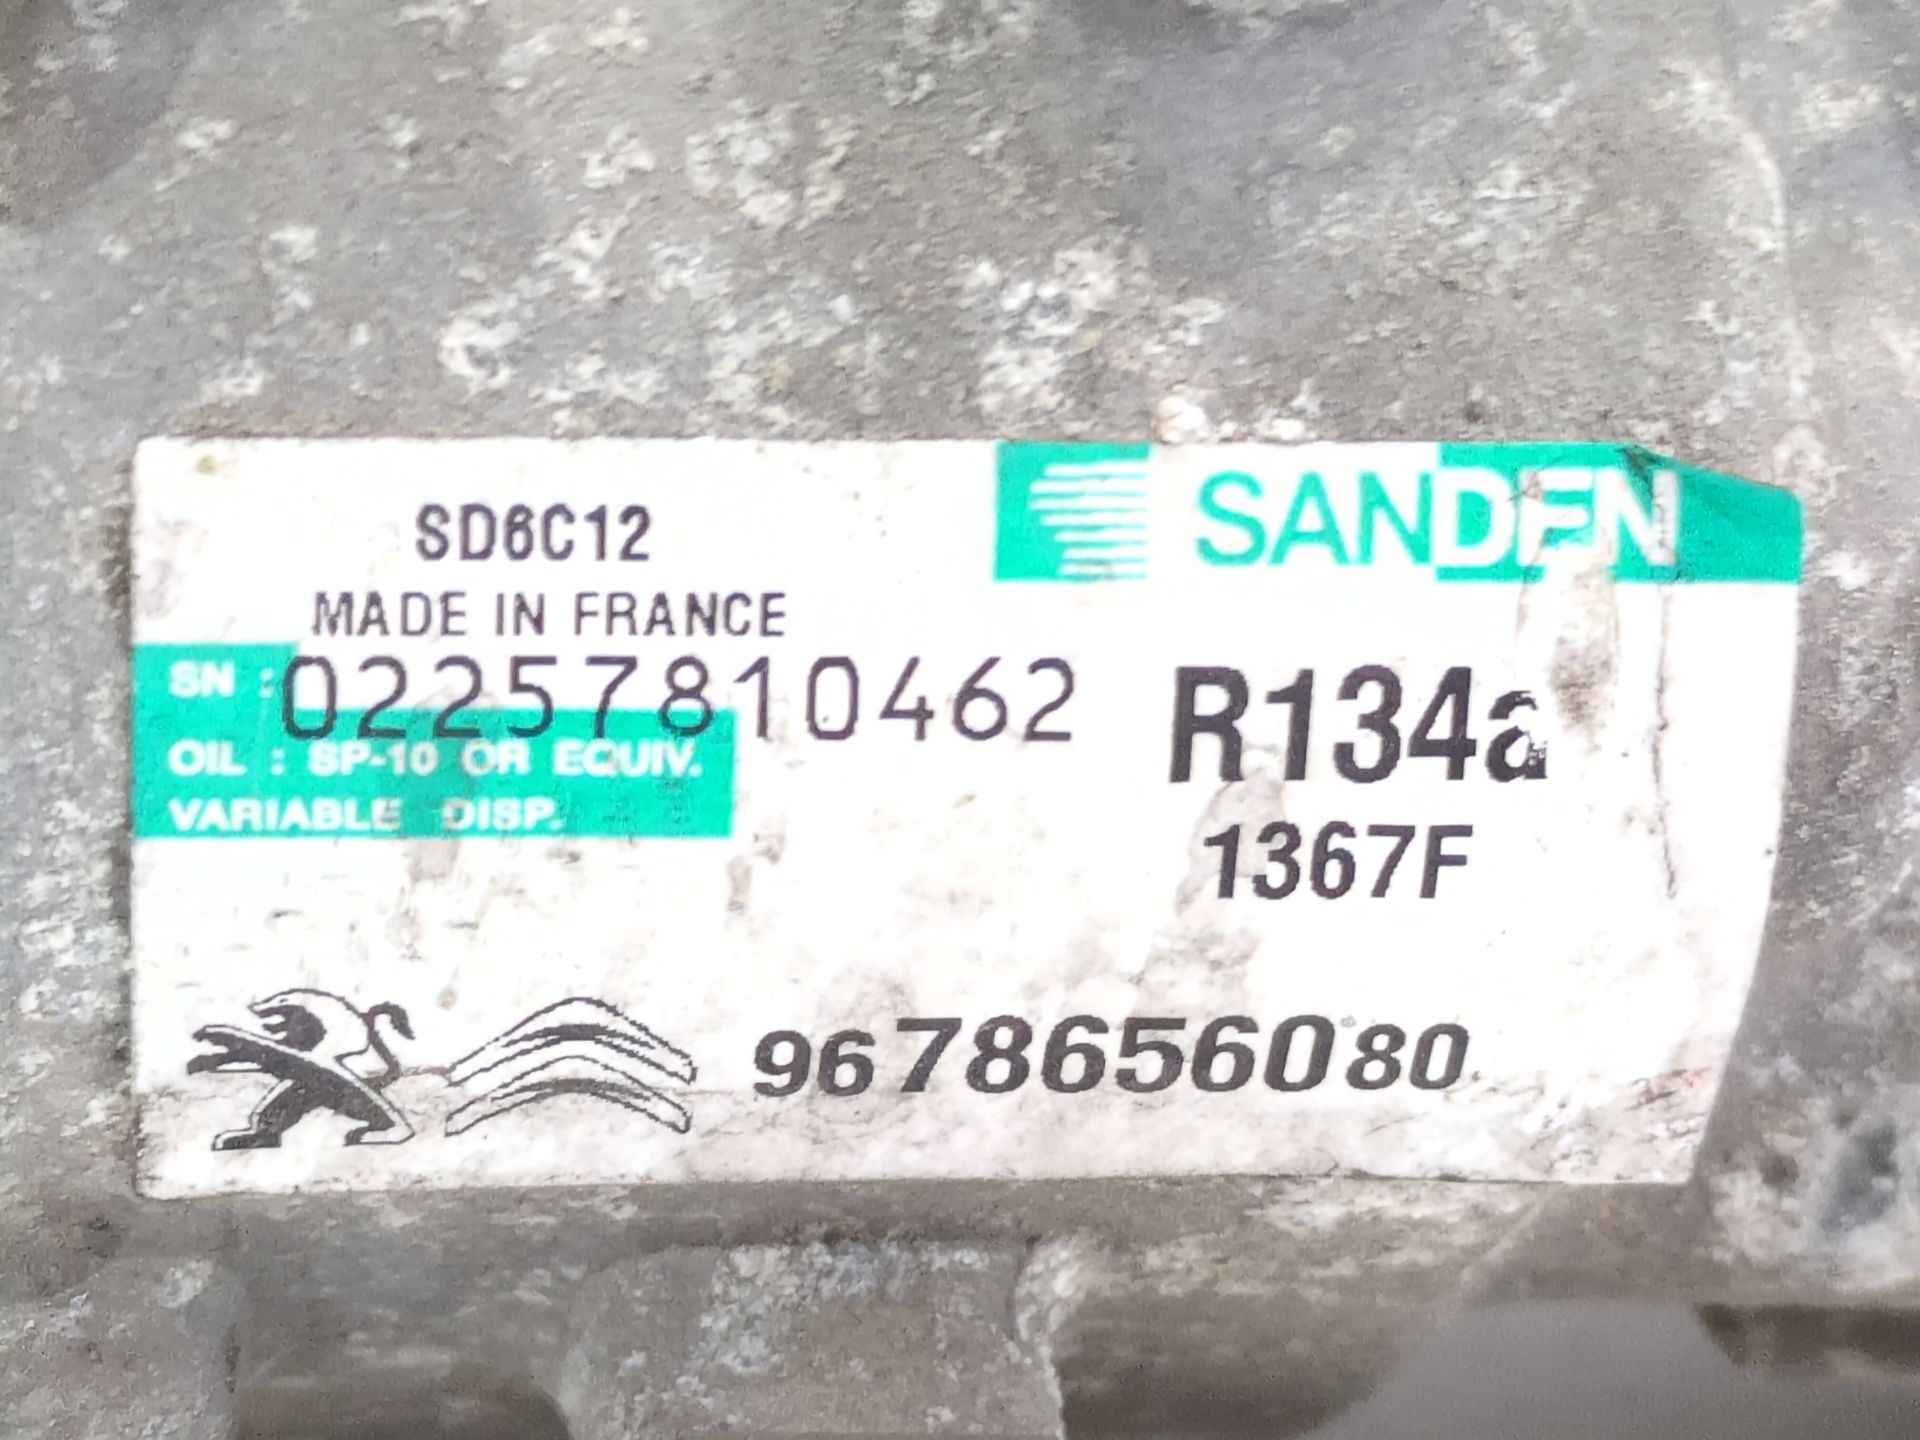 SD6C12
SANDEN
MADE IN FRANCE
SN : 02257810462
R134a
OIL : SP-10 OR EQUIV.
VARIABLE DISP.
1367F
9678656080